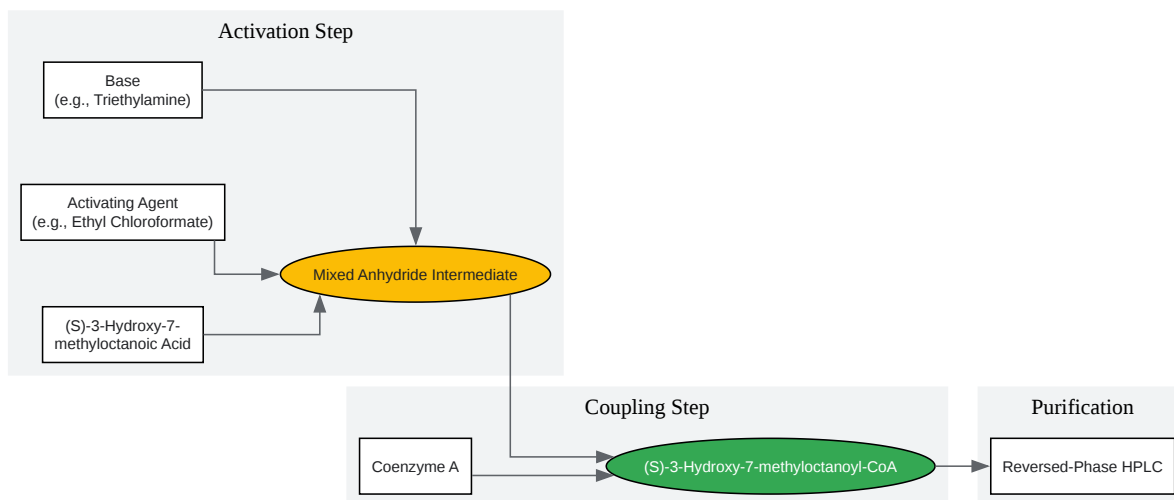 Activation Step
Base
(e.g., Triethylamine)
Activating Agent
(e.g., Ethyl Chloroformate)
Mixed Anhydride Intermediate
(S)-3-Hydroxy-7-
methyloctanoic Acid
Coupling Step
Coenzyme A
(S)-3-Hydroxy-7-methyloctanoyl-CoA
Purification
Reversed-Phase HPLC